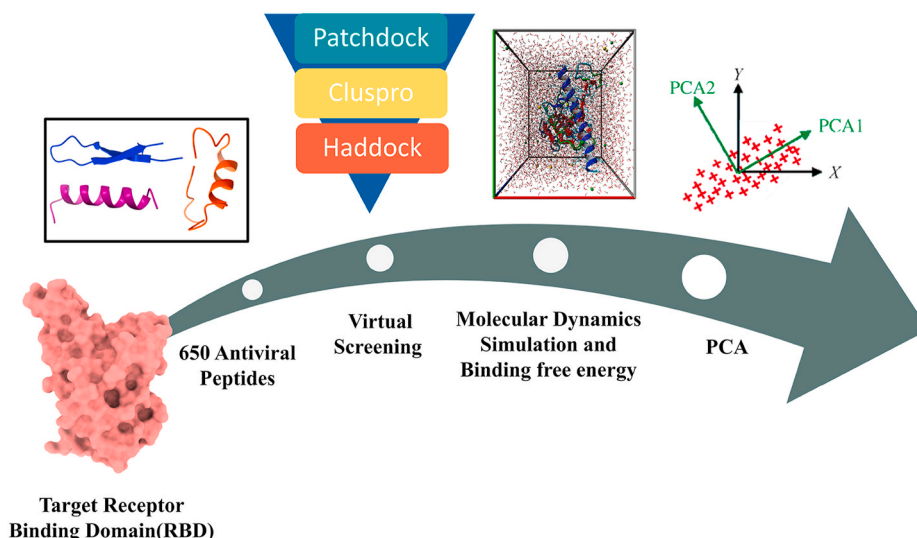 Patchdock
Cluspro
Haddock
PCA2
Y
PCA1
X
650 Antiviral
Peptides
Virtual
Screening
Molecular Dynamics
Simulation and
Binding free energy
PCA
Target Receptor
Binding Domain(RBD)